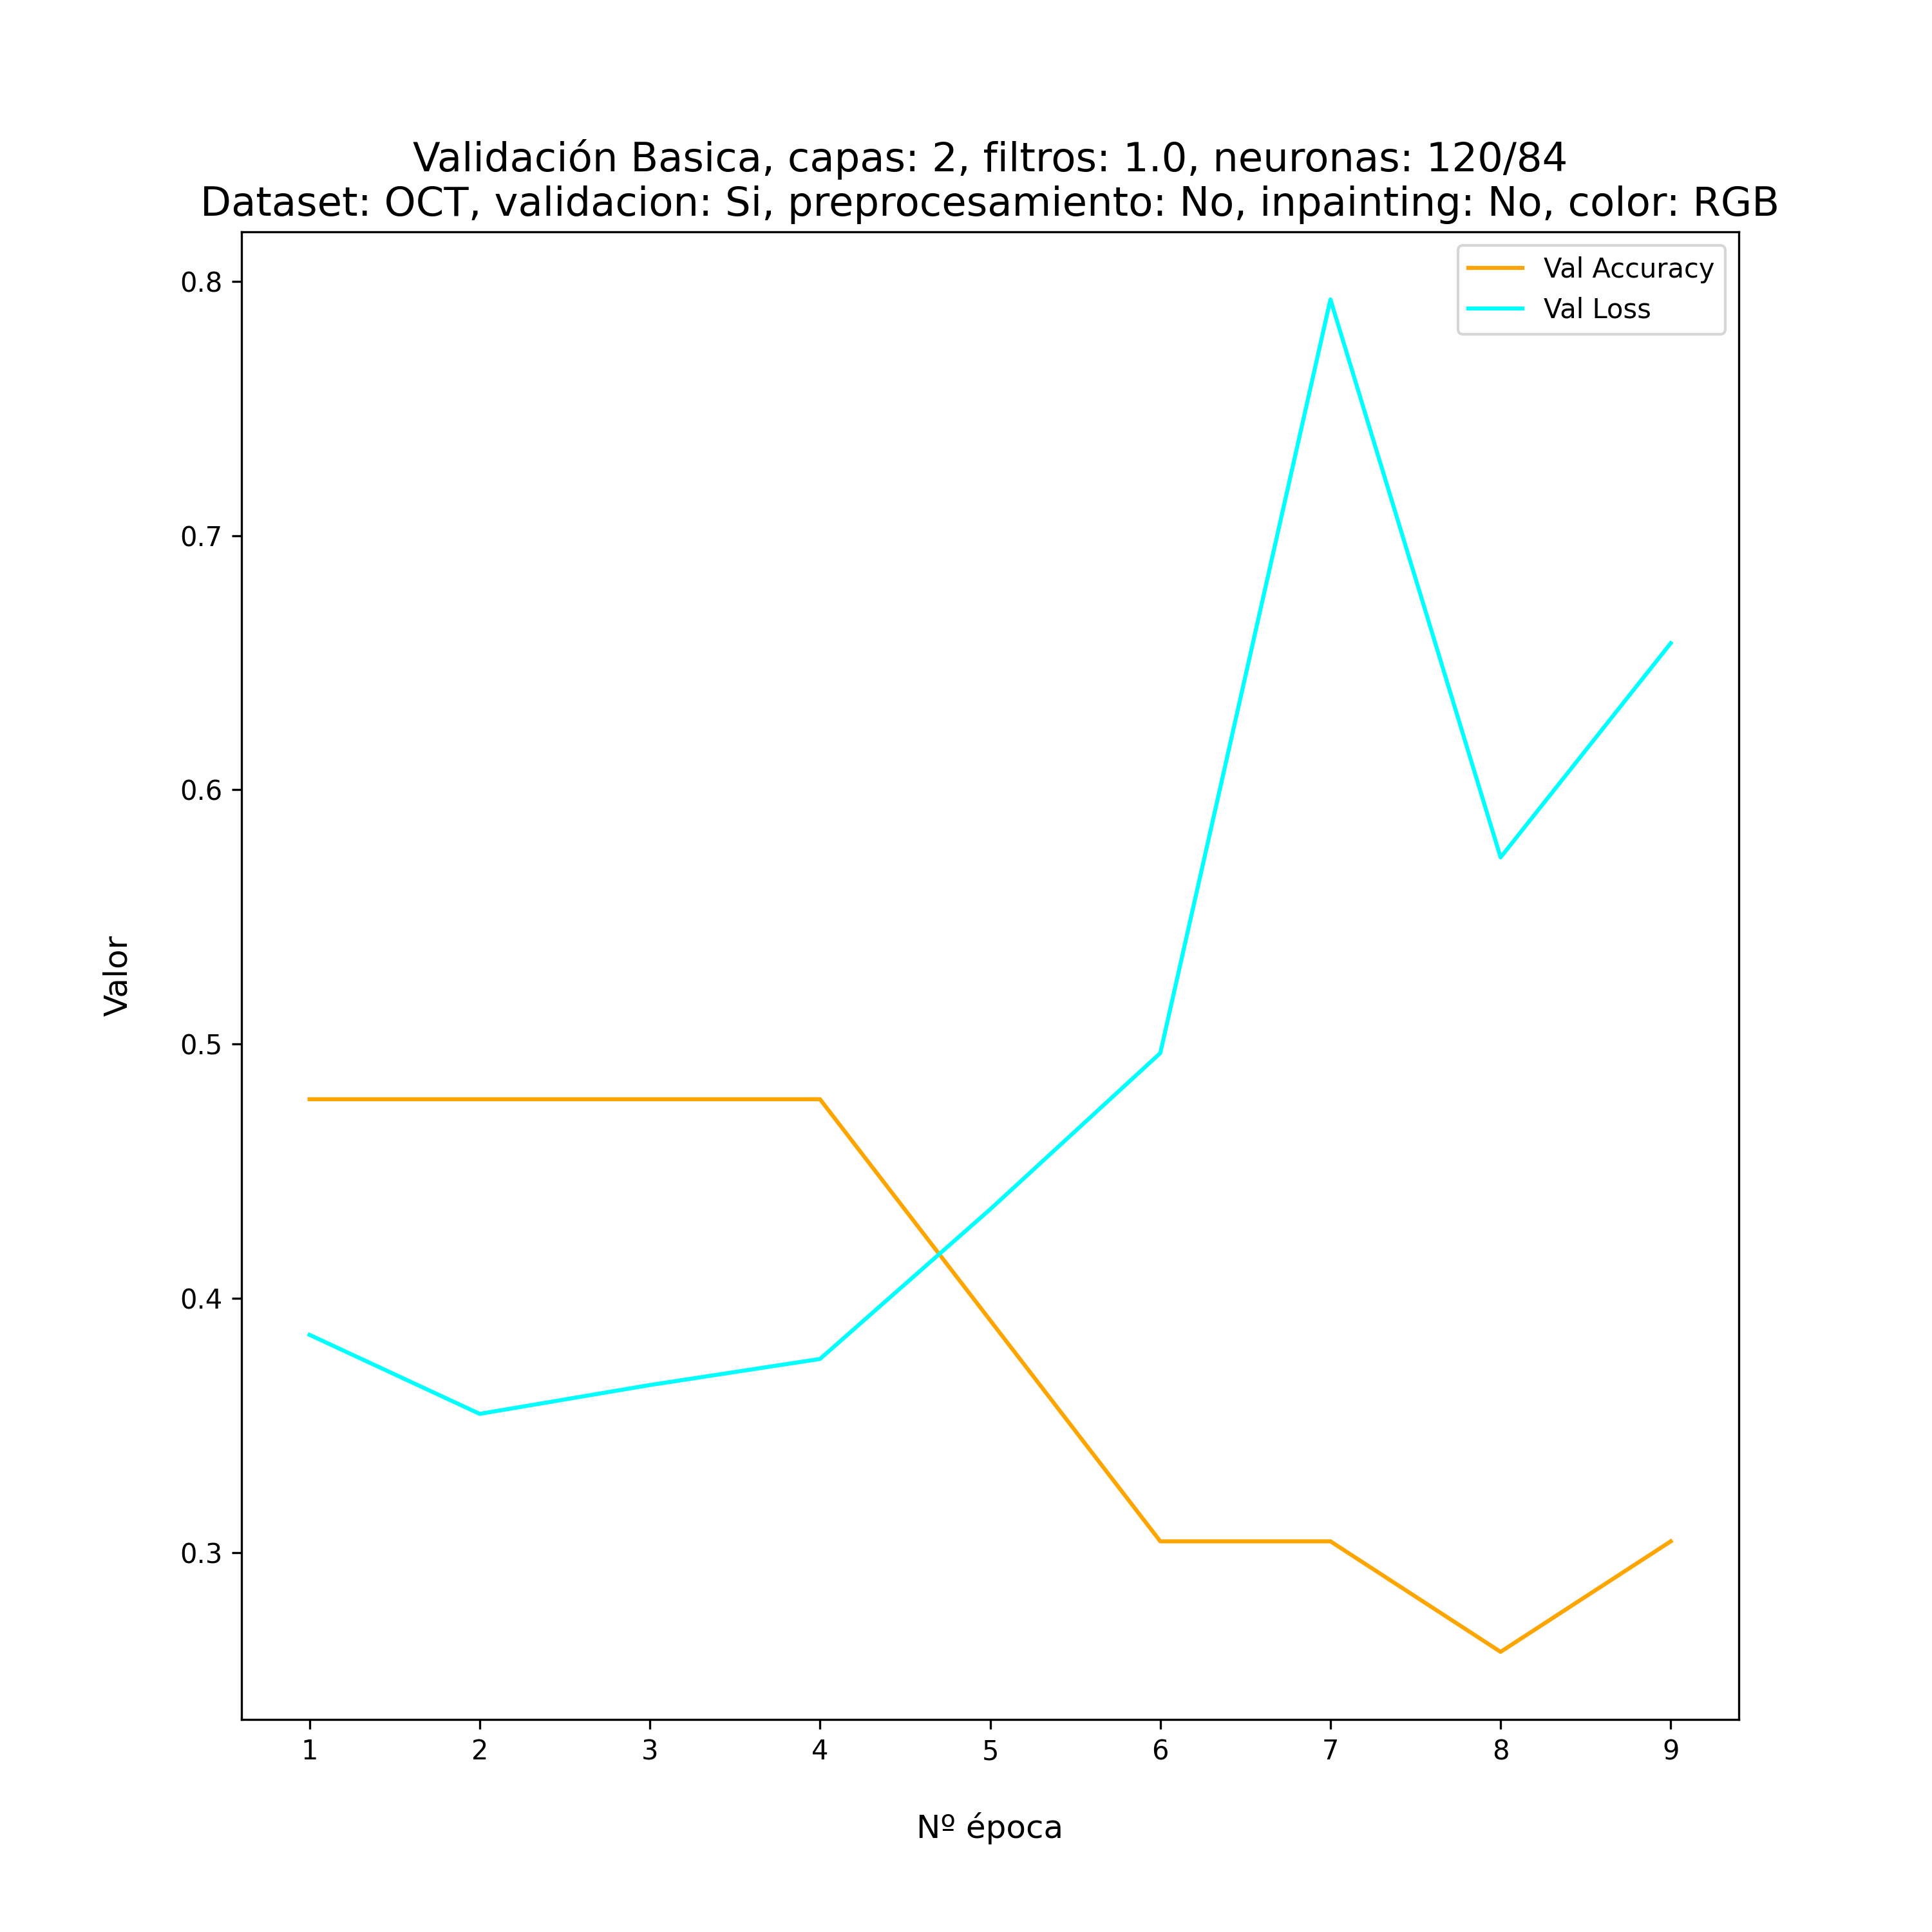 Validación Basica, capas: 2, filtros: 1.0, neuronas: 120/84
Dataset: OCT, validacion: Si, preprocesamiento: No, inpainting: No, color: RGB
Val Accuracy
Val Loss
0.8
0.7
0.6
0.5
0.4
0.3
Valor
1 2 3 4 5 6 7 8 9
Nº época